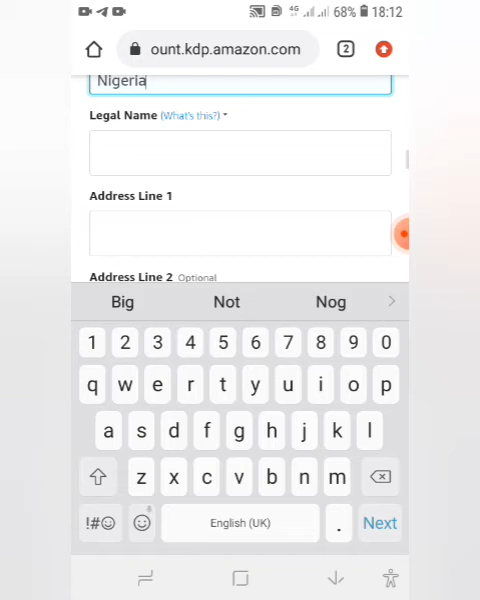 4G 68% 18:12
ount.kdp.amazon.com 2
Nigeria
Legal Name (What's this?)
Address Line 1
Address Line 2 Optional
Big Not Nog
1 2 3 4 5 6 7 8 9 0
q w e r t y u i o p
a s d f g h j k l
z x c v b n m
!#☺ English (UK) . Next